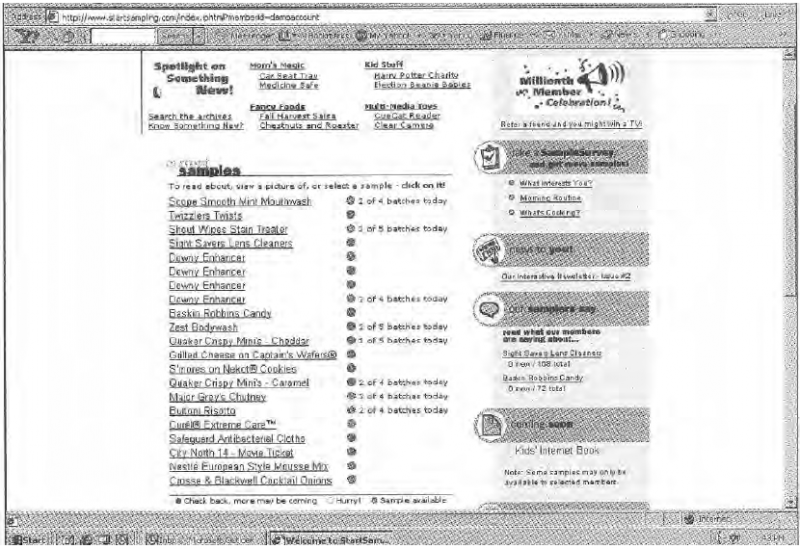 Address http://www.startsampling.com/index.phtml?memberid=demoaccount
Spotlight on
Something
New!
Search the archives
Know Something New?
Mom's Magic
Car Seat Tray
Medicine Safe
Fancy Foods
Fall Harvest Salsa
Chestnuts and Roaster
Kid Stuff
Harry Potter Charity
Election Beanie Babies
Multi-Media Toys
CueCat Reader
Clear Camera
Millionth
Member
Celebration!
Refer a friend and you might win a TV!
samples
To read about, view a picture of, or select a sample - click on it!
Scope Smooth Mint Mouthwash 2 of 4 batches today
Twizzlers Twists
Shout Wipes Stain Treater 2 of 5 batches today
Sight Savers Lens Cleaners
Downy Enhancer
Downy Enhancer
Downy Enhancer
Downy Enhancer 2 of 4 batches today
Baskin Robbins Candy
Zest Bodywash of 5 batches today
Quaker Crispy Mini's - Cheddar of 5 batches today
Grilled Cheese on Captain's Wafers®
S'mores on Nekot® Cookies
Quaker Crispy Mini's - Caramel 2 of 4 batches today
Major Grey's Chutney of 4 batches today
Buitoni Risotto 2 of 4 batches today
Curél® Extreme Care™
Safeguard Antibacterial Cloths
City North 14 - Movie Ticket
Nestlé European Style Mousse Mix
Crosse & Blackwell Cocktail Onions
Check back, more may be coming Hurry! Sample available
take a SampleSurvey
and get more samples!
What Interests You?
Morning Routine
What's Cooking?
news to you!
Our Interactive Newsletter - Issue #2
our samplers say
read what our members
are saying about...
Sight Savers Lens Cleaners
0 new / 108 total
Baskin Robbins Candy
0 new / 72 total
coming soon
Kids' Internet Book
Note: Some samples may only be
available to selected members.
Internet
Start
Welcome to StartSam...